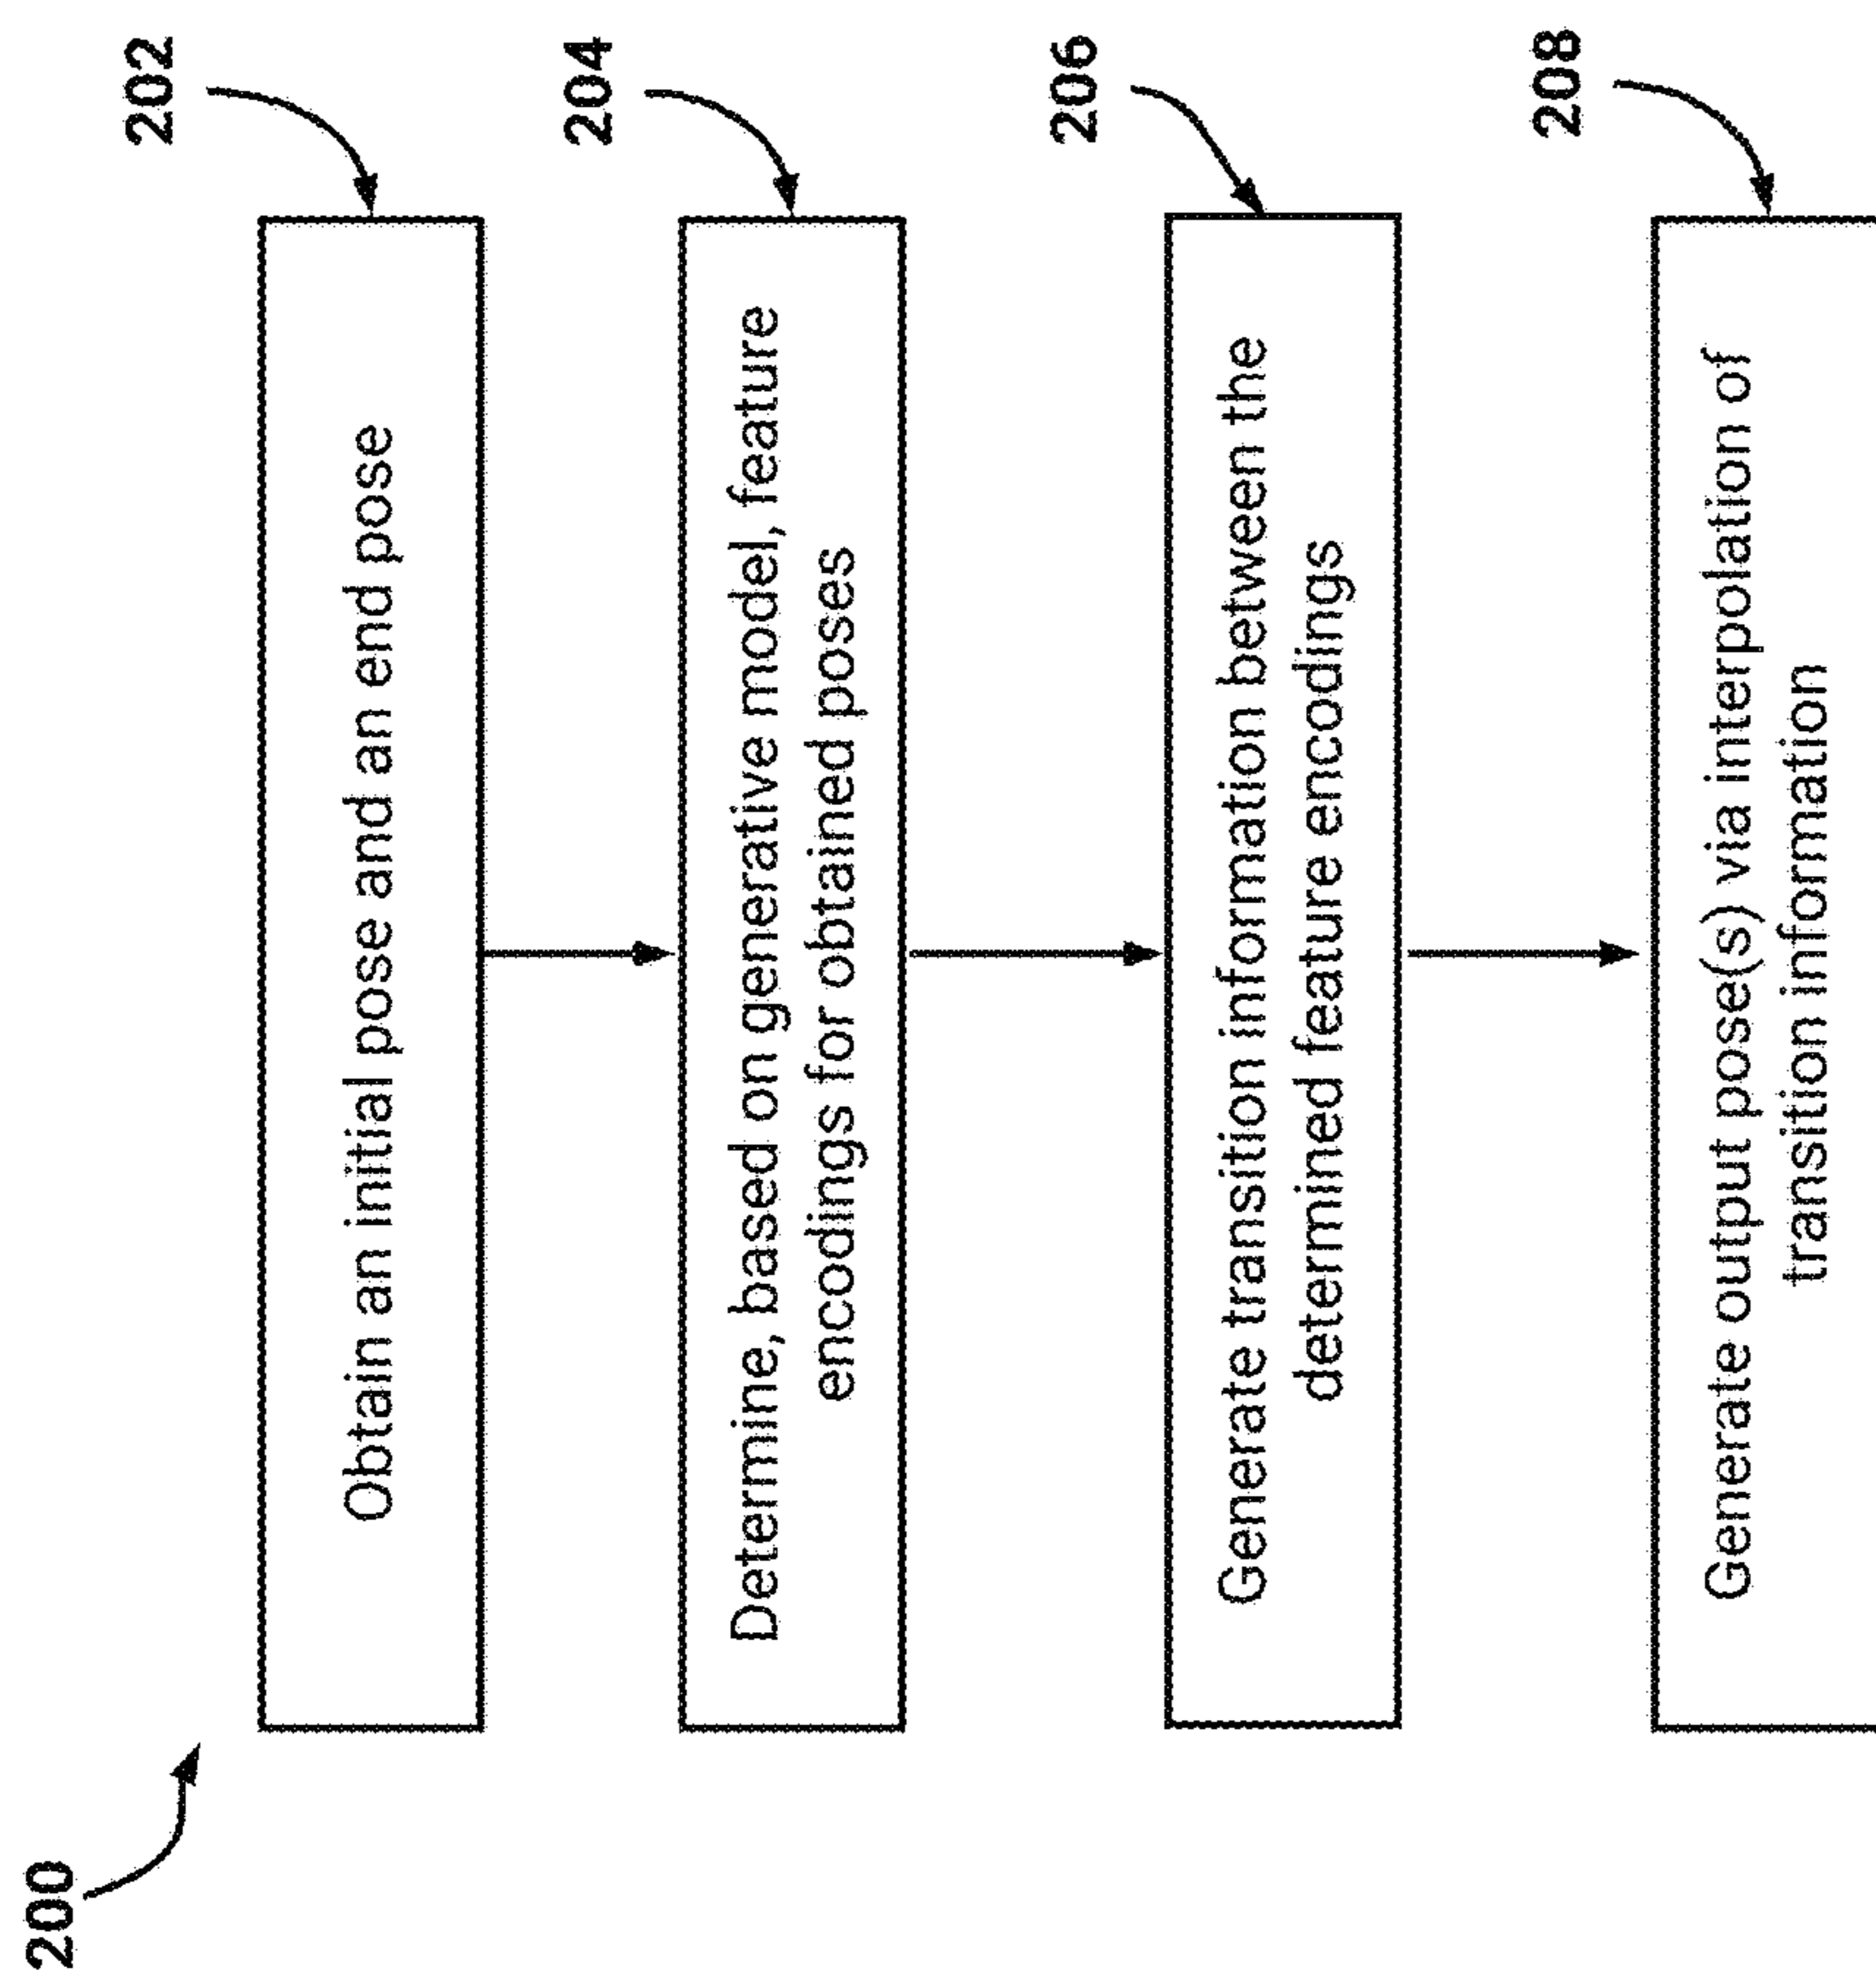 200
202
Obtain an initial pose and an end pose
204
Determine, based on generative model, feature
encodings for obtained poses
206
Generate transition information between the
determined feature encodings
208
Generate output pose(s) via interpolation of
transition information